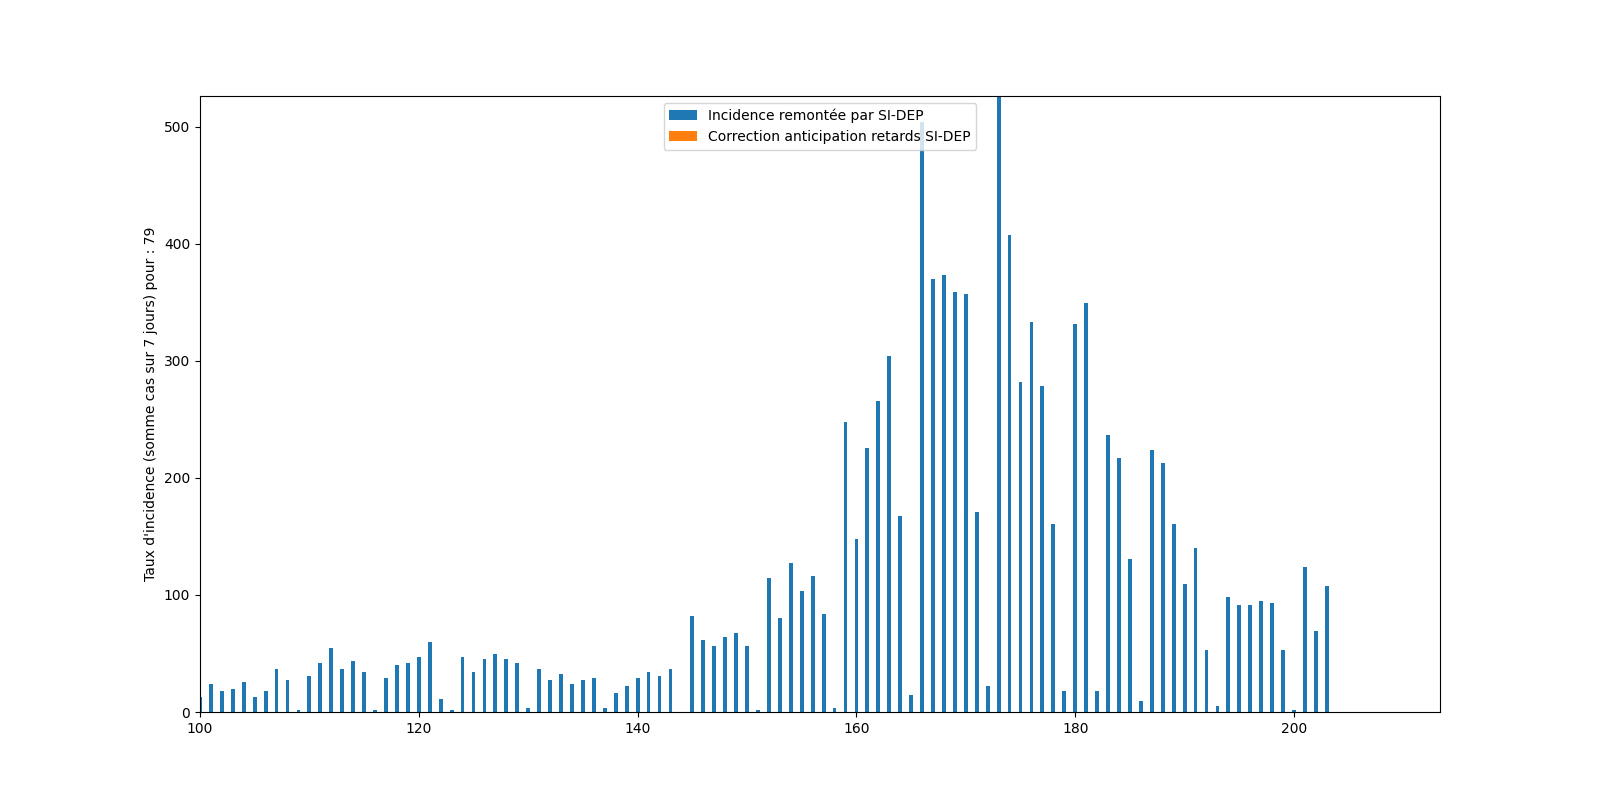 Incidence remontée par SI-DEP
Correction anticipation retards SI-DEP
Taux d'incidence (somme cas sur 7 jours) pour : 79
500
400
300
200
100
0
100 120 140 160 180 200